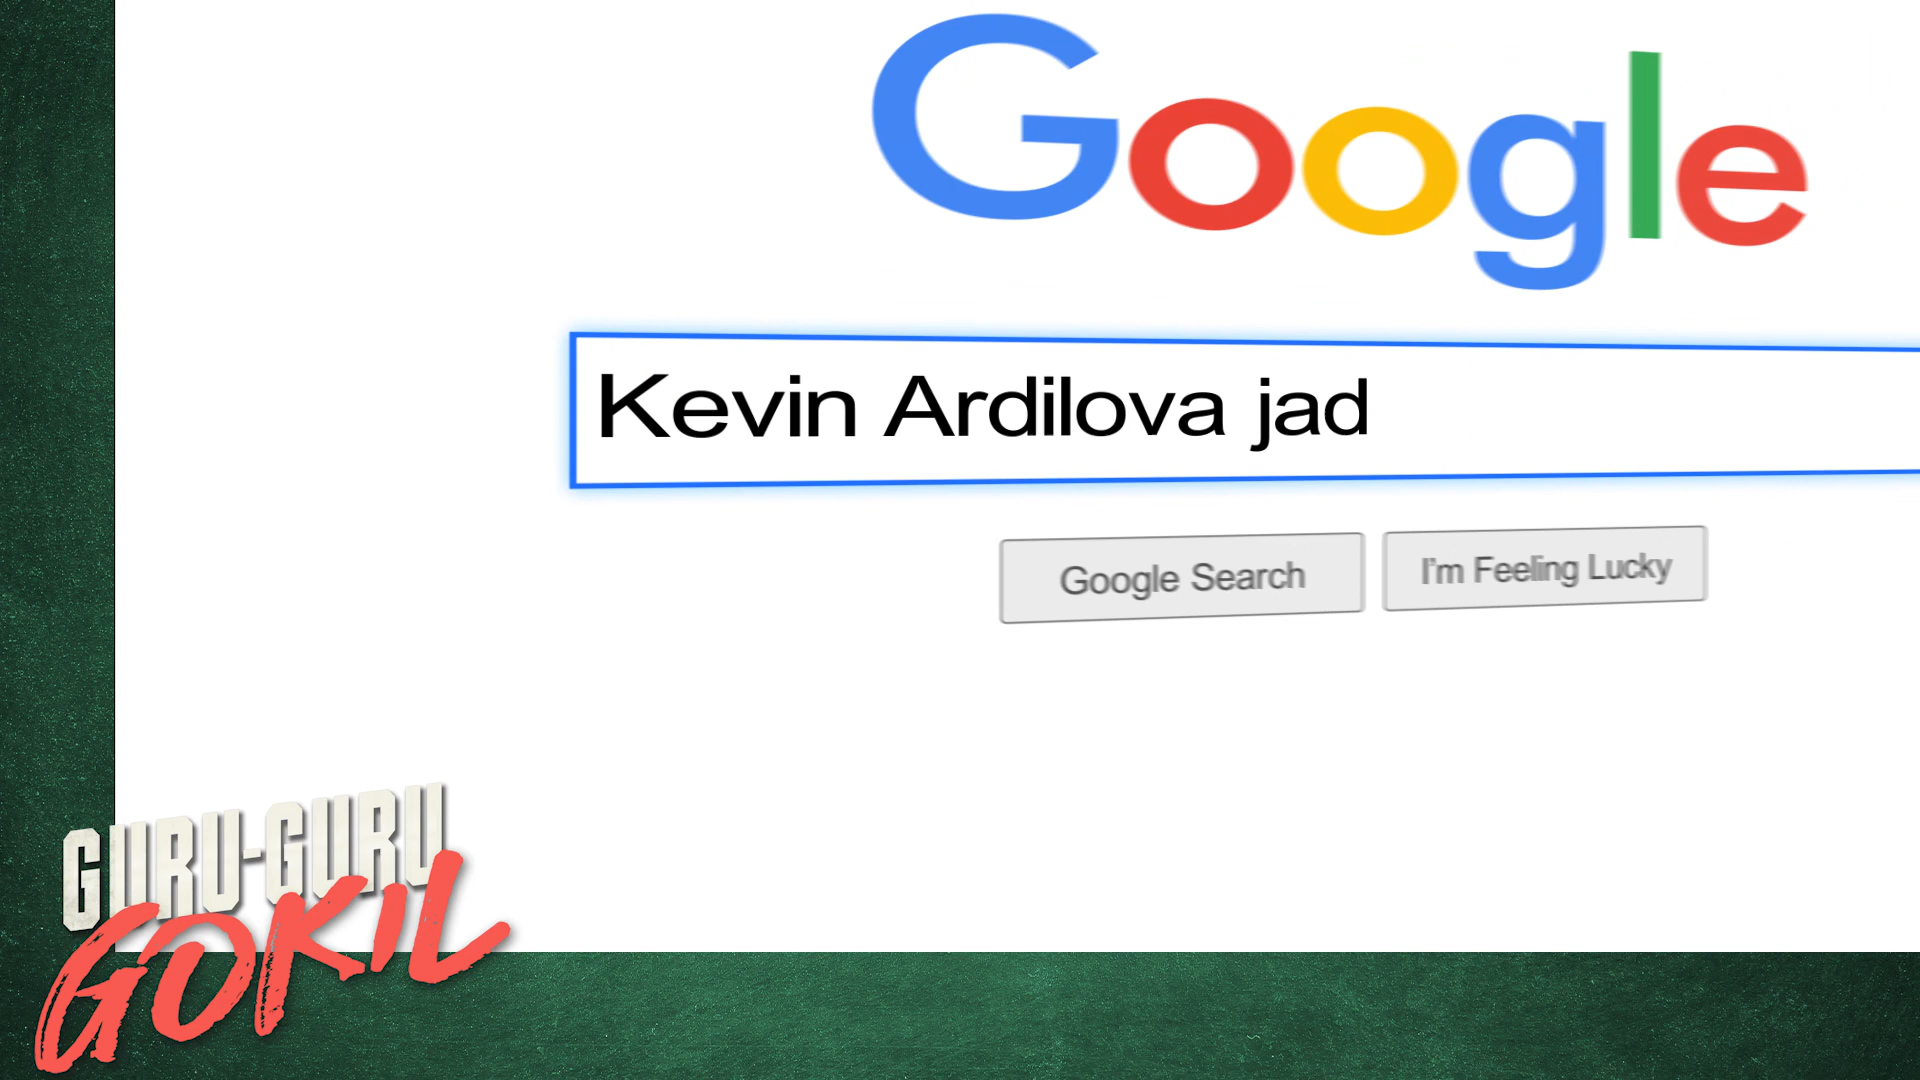 Google
Kevin Ardilova jad
Google Search
I'm Feeling Lucky
GURU-GURU
GOKIL